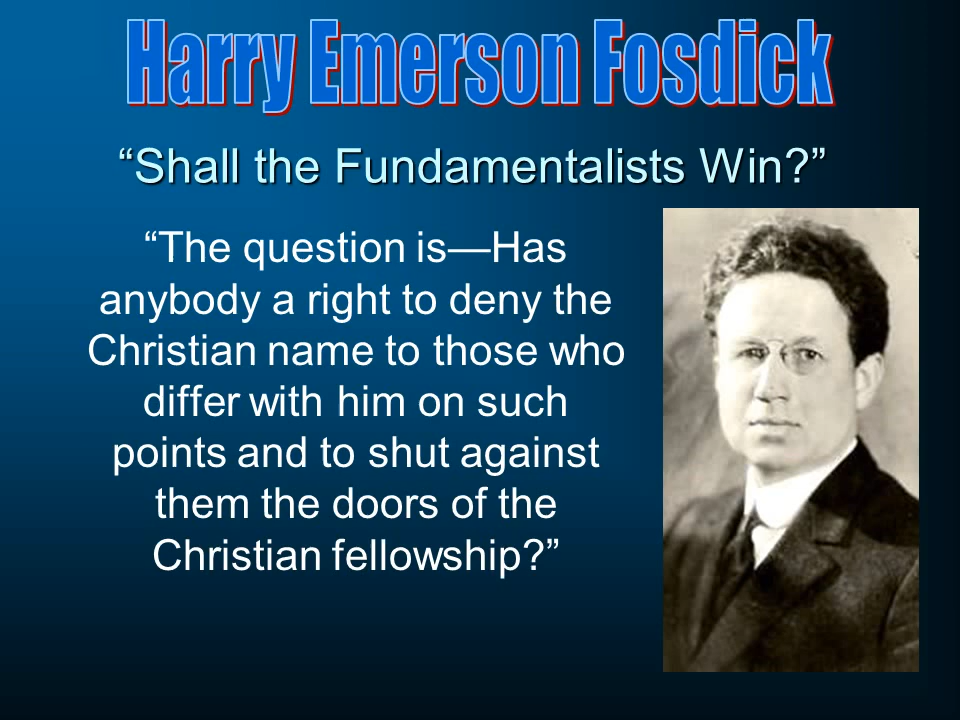 Harry Emerson Fosdick
“Shall the Fundamentalists Win?”
“The question is—Has
anybody a right to deny the
Christian name to those who
differ with him on such
points and to shut against
them the doors of the
Christian fellowship?”